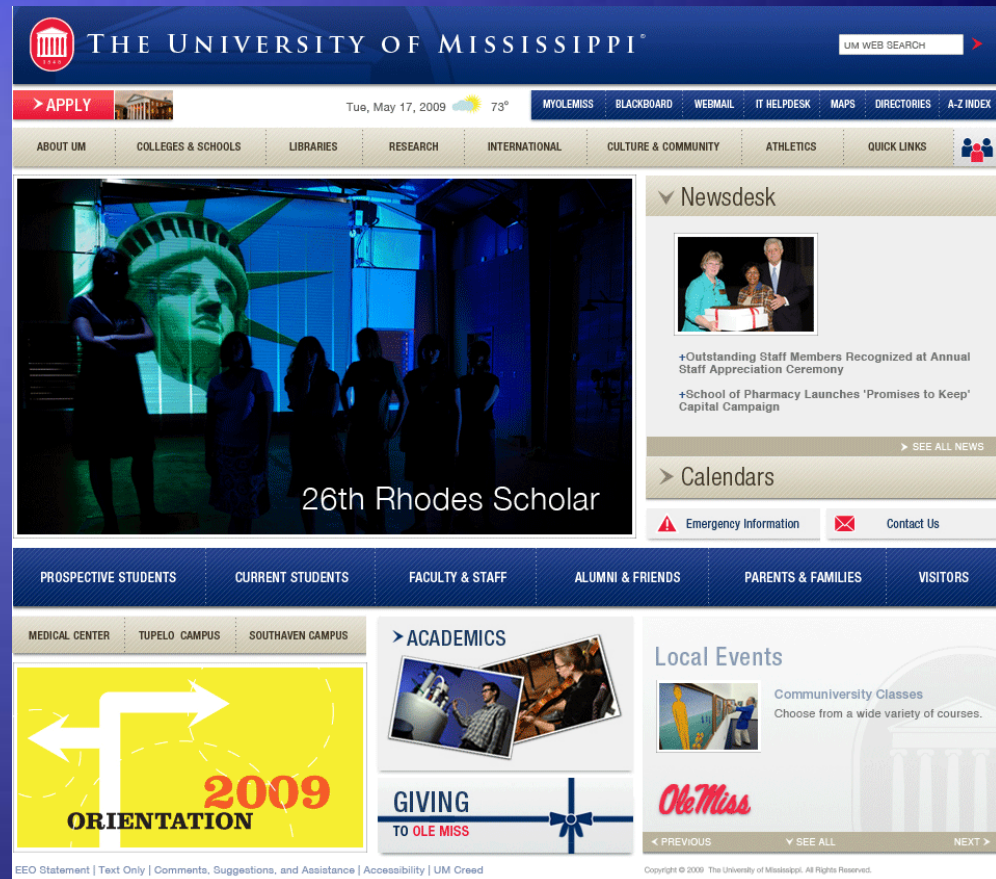 THE UNIVERSITY OF MISSISSIPPI
1848
UM WEB SEARCH
APPLY
Tue, May 17, 2009 73°
MYOLEMISS BLACKBOARD WEBMAIL IT HELPDESK MAPS DIRECTORIES A-Z INDEX
ABOUT UM COLLEGES & SCHOOLS LIBRARIES RESEARCH INTERNATIONAL CULTURE & COMMUNITY ATHLETICS QUICK LINKS
26th Rhodes Scholar
Newsdesk
+Outstanding Staff Members Recognized at Annual
Staff Appreciation Ceremony
+School of Pharmacy Launches 'Promises to Keep'
Capital Campaign
SEE ALL NEWS
Calendars
Emergency Information Contact Us
PROSPECTIVE STUDENTS CURRENT STUDENTS FACULTY & STAFF ALUMNI & FRIENDS PARENTS & FAMILIES VISITORS
MEDICAL CENTER TUPELO CAMPUS SOUTHAVEN CAMPUS
2009
ORIENTATION
ACADEMICS
GIVING
TO OLE MISS
Local Events
Communiversity Classes
Choose from a wide variety of courses.
Ole Miss
PREVIOUS SEE ALL NEXT
EEO Statement | Text Only | Comments, Suggestions, and Assistance | Accessibility | UM Creed
Copyright © 2009 The University of Mississippi. All Rights Reserved.